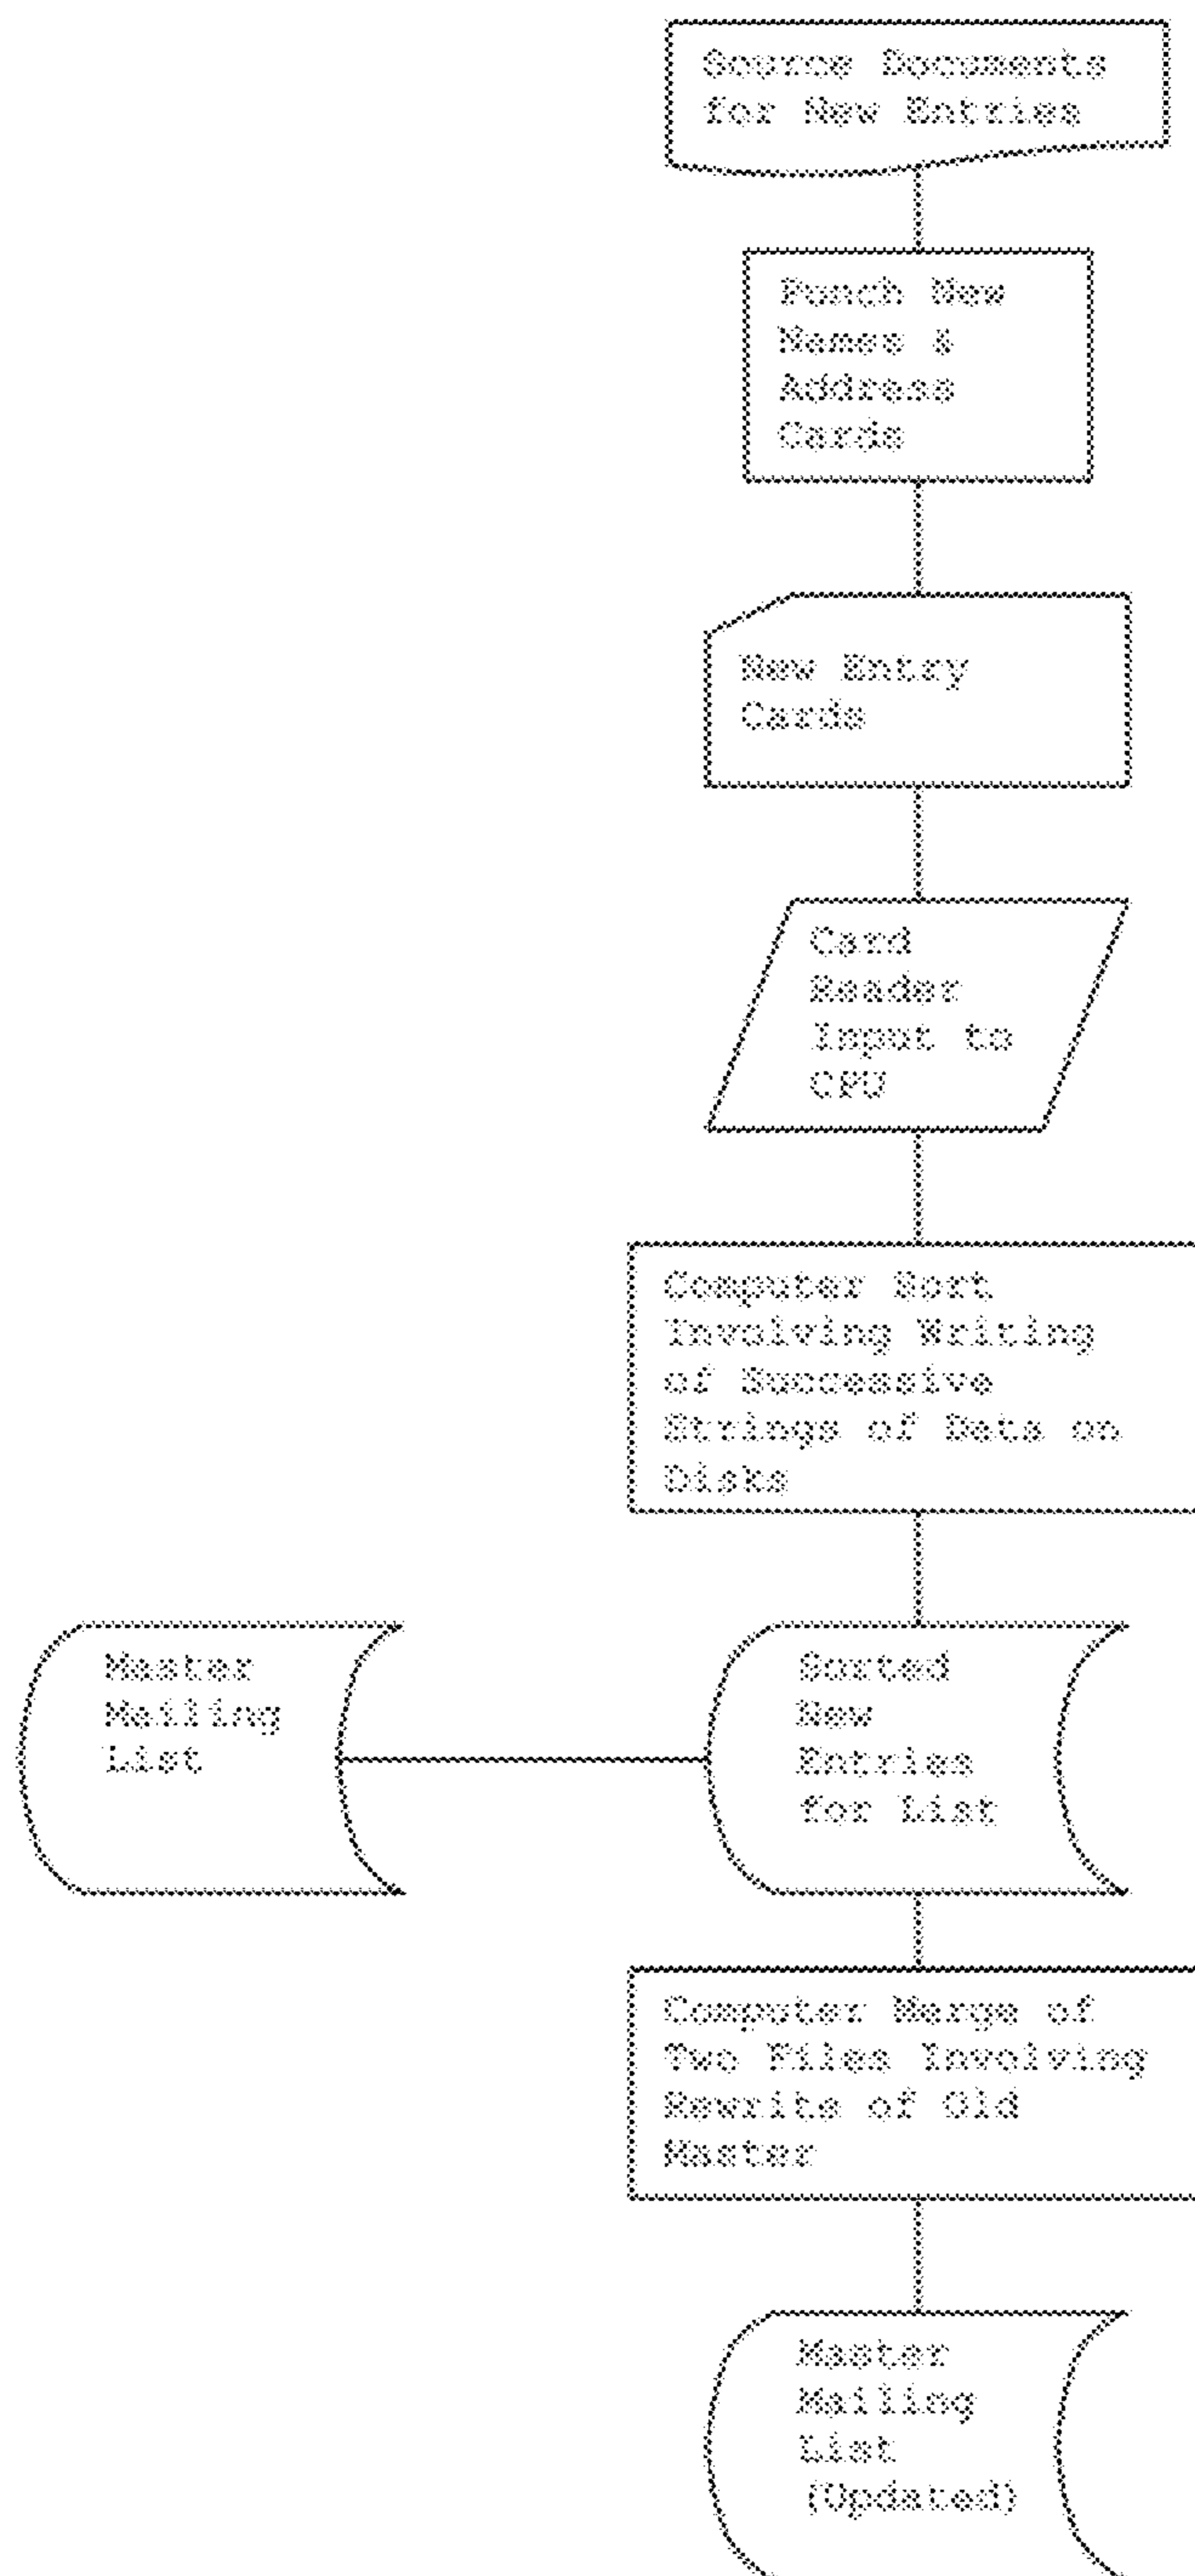 Source Documents
for New Entries
Punch New
Names &
Address
Cards
New Entry
Cards
Card
Reader
Input to
CPU
Computer Sort
Involving Writing
of Successive
Strings of Data on
Disks
Master
Mailing
List
Sorted
New
Entries
for List
Computer Merge of
Two Files Involving
Rewrite of Old
Master
Master
Mailing
List
(Updated)